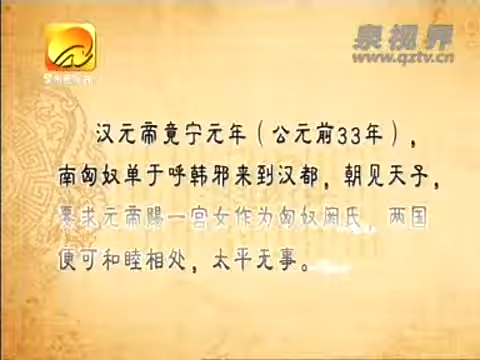 泉视界
www.qztv.cn
汉元帝竟宁元年（公元前33年），
南匈奴单于呼韩邪来到汉都，朝见天子，
要求元帝赐一宫女作为匈奴阏氏，两国
便可和睦相处，太平无事。